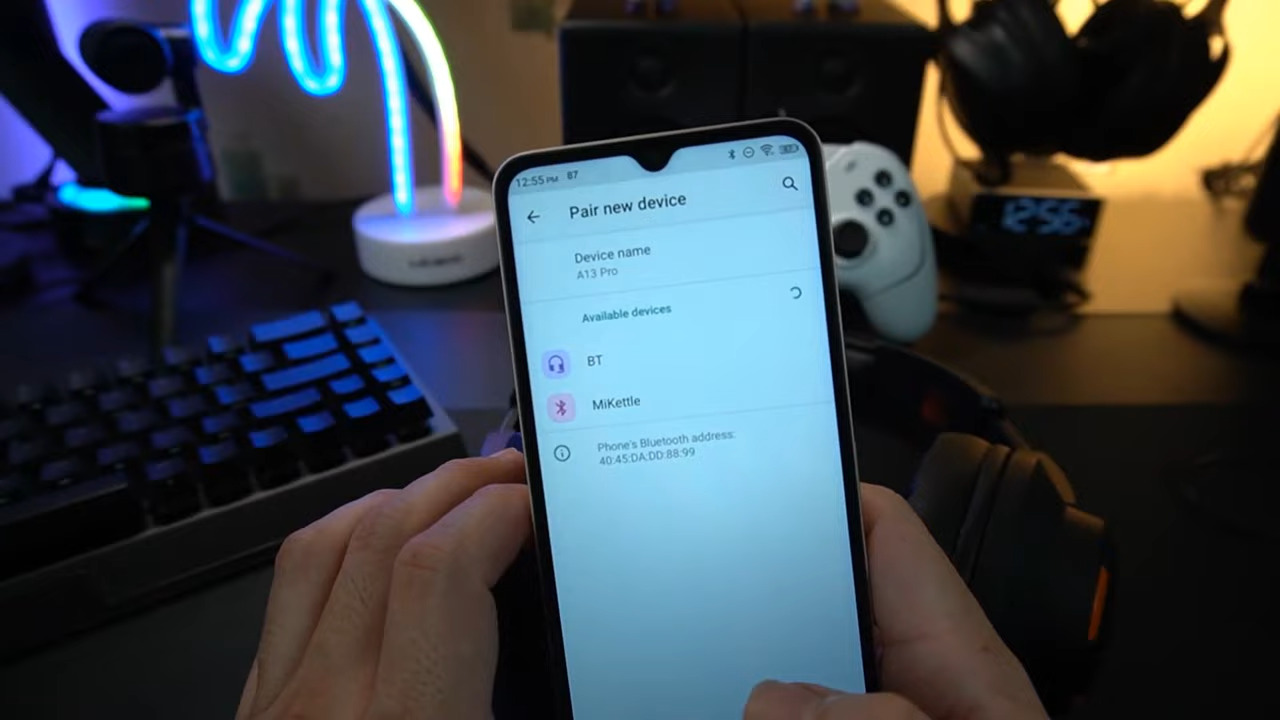 12:55 PM 87
Pair new device
Device name
A13 Pro
Available devices
BT
MiKettle
Phone's Bluetooth address:
40:45:DA:DD:88:99
12:56